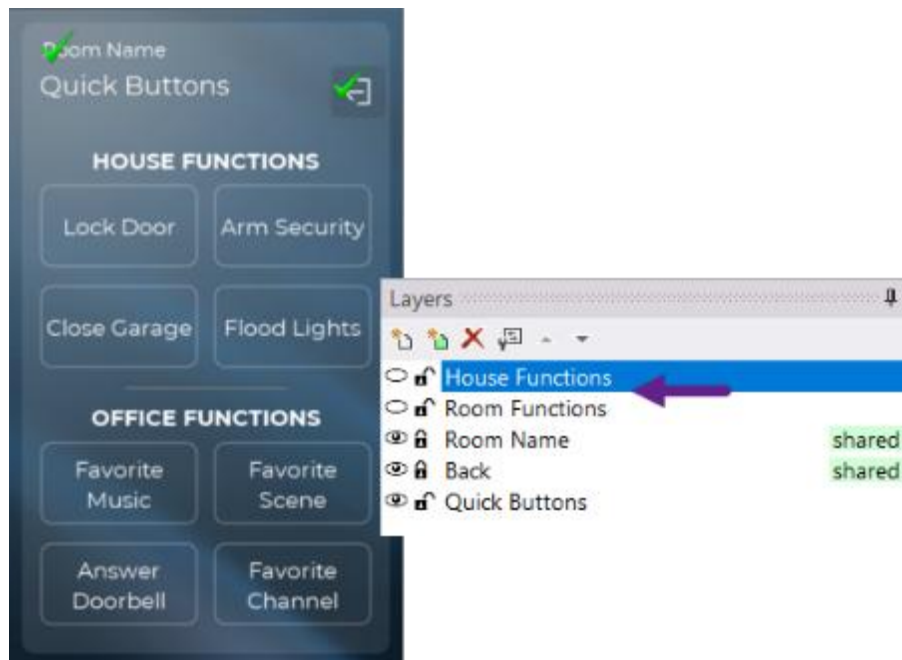 Room Name
Quick Buttons
HOUSE FUNCTIONS
Lock Door
Arm Security
Close Garage
Flood Lights
OFFICE FUNCTIONS
Favorite
Music
Favorite
Scene
Answer
Doorbell
Favorite
Channel
Layers
House Functions
Room Functions
Room Name shared
Back shared
Quick Buttons